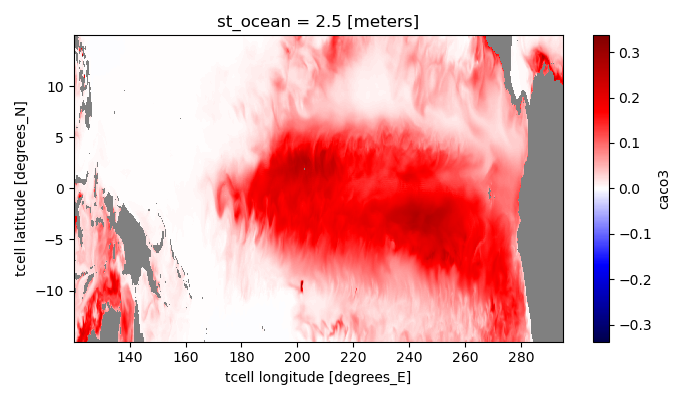 st_ocean = 2.5 [meters]
10
5
0
−5
−10
tcell latitude [degrees_N]
140 160 180 200 220 240 260 280
tcell longitude [degrees_E]
0.3
0.2
0.1
0.0
−0.1
−0.2
−0.3
caco3